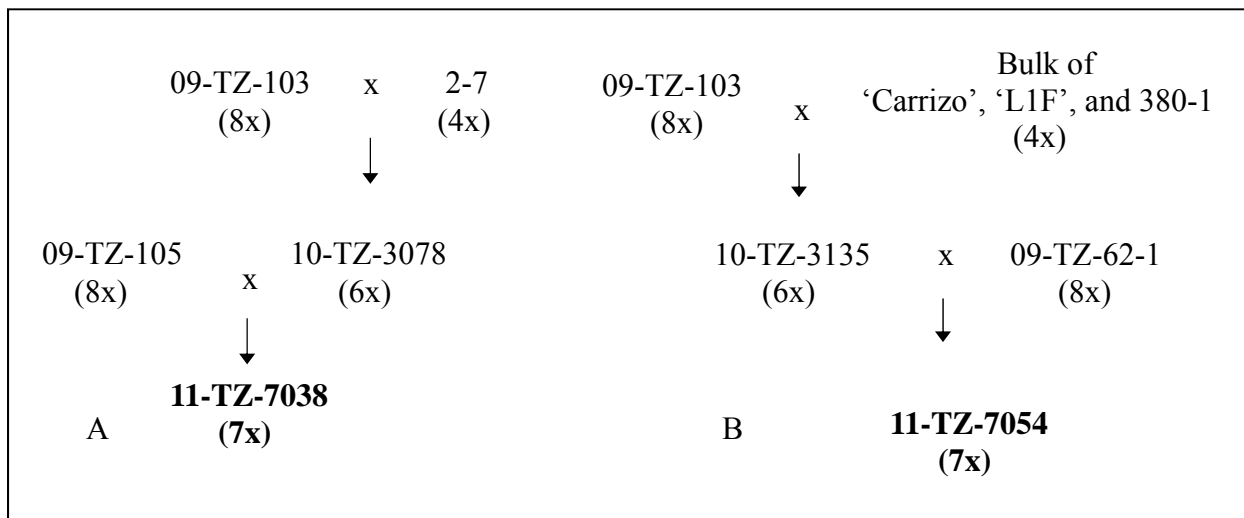 09-TZ-103 x 2-7
(8x) (4x)
09-TZ-105 x 10-TZ-3078
(8x) (6x)
11-TZ-7038
A (7x)
09-TZ-103 x Bulk of
‘Carrizo’, ‘L1F’, and 380-1
(8x) (4x)
10-TZ-3135 x 09-TZ-62-1
(6x) (8x)
11-TZ-7054
B (7x)